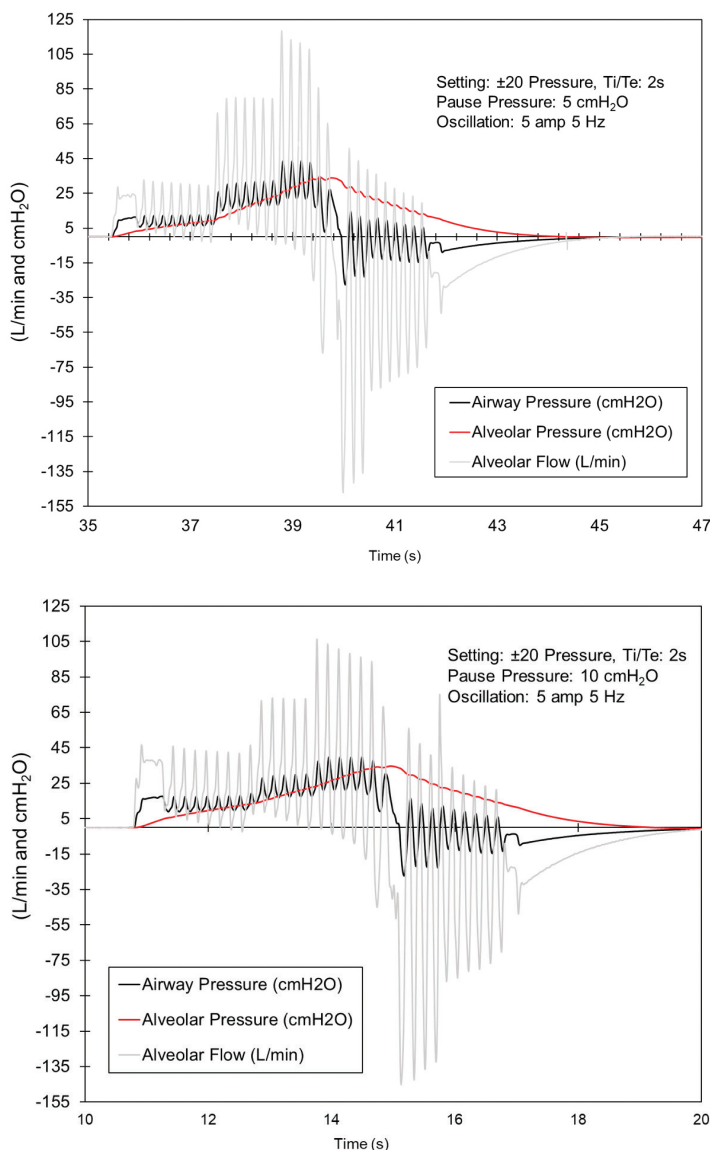 125
105
85
65
45
25
5
-15
-35
-55
-75
-95
-115
-135
-155
(L/min and cmH₂O)
Setting: ±20 Pressure, Ti/Te: 2s
Pause Pressure: 5 cmH₂O
Oscillation: 5 amp 5 Hz
Airway Pressure (cmH2O)
Alveolar Pressure (cmH2O)
Alveolar Flow (L/min)
35 37 39 41 43 45 47
Time (s)
125
105
85
65
45
25
5
-15
-35
-55
-75
-95
-115
-135
-155
(L/min and cmH₂O)
Setting: ±20 Pressure, Ti/Te: 2s
Pause Pressure: 10 cmH₂O
Oscillation: 5 amp 5 Hz
Airway Pressure (cmH2O)
Alveolar Pressure (cmH2O)
Alveolar Flow (L/min)
10 12 14 16 18 20
Time (s)